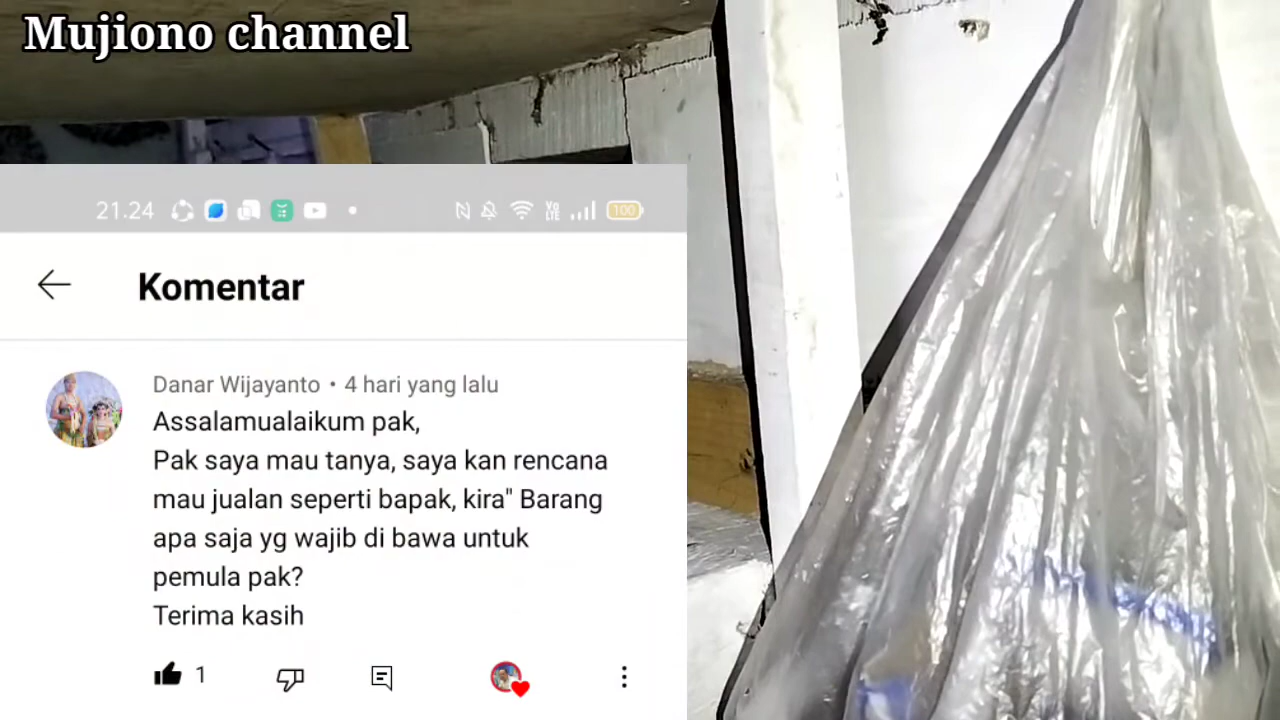 Mujiono channel
21.24
Vo LTE
100
Komentar
Danar Wijayanto • 4 hari yang lalu
Assalamualaikum pak,
Pak saya mau tanya, saya kan rencana
mau jualan seperti bapak, kira" Barang
apa saja yg wajib di bawa untuk
pemula pak?
Terima kasih
1